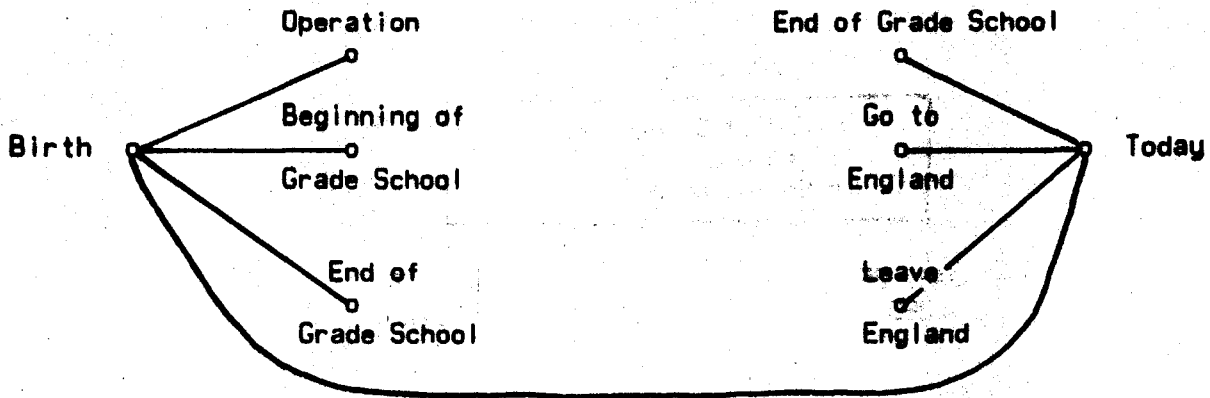 Operation
End of Grade School
Beginning of
Grade School
Go to
England
Birth
Today
End of
Grade School
Leave
England